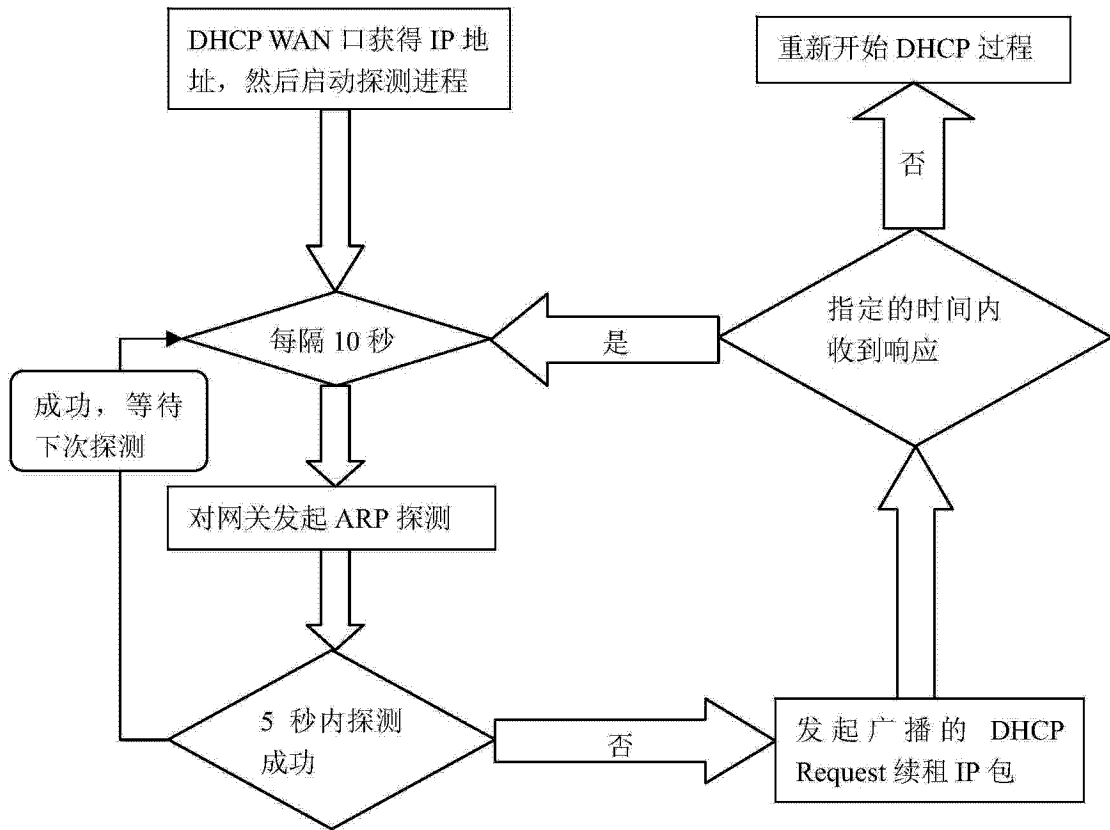 DHCP WAN 口获得 IP 地
址，然后启动探测进程
重新开始 DHCP 过程
否
指定的时间内
收到响应
是
每隔 10 秒
成功，等待
下次探测
对网关发起 ARP 探测
5 秒内探测
成功
否
发起广播的 DHCP
Request 续租 IP 包